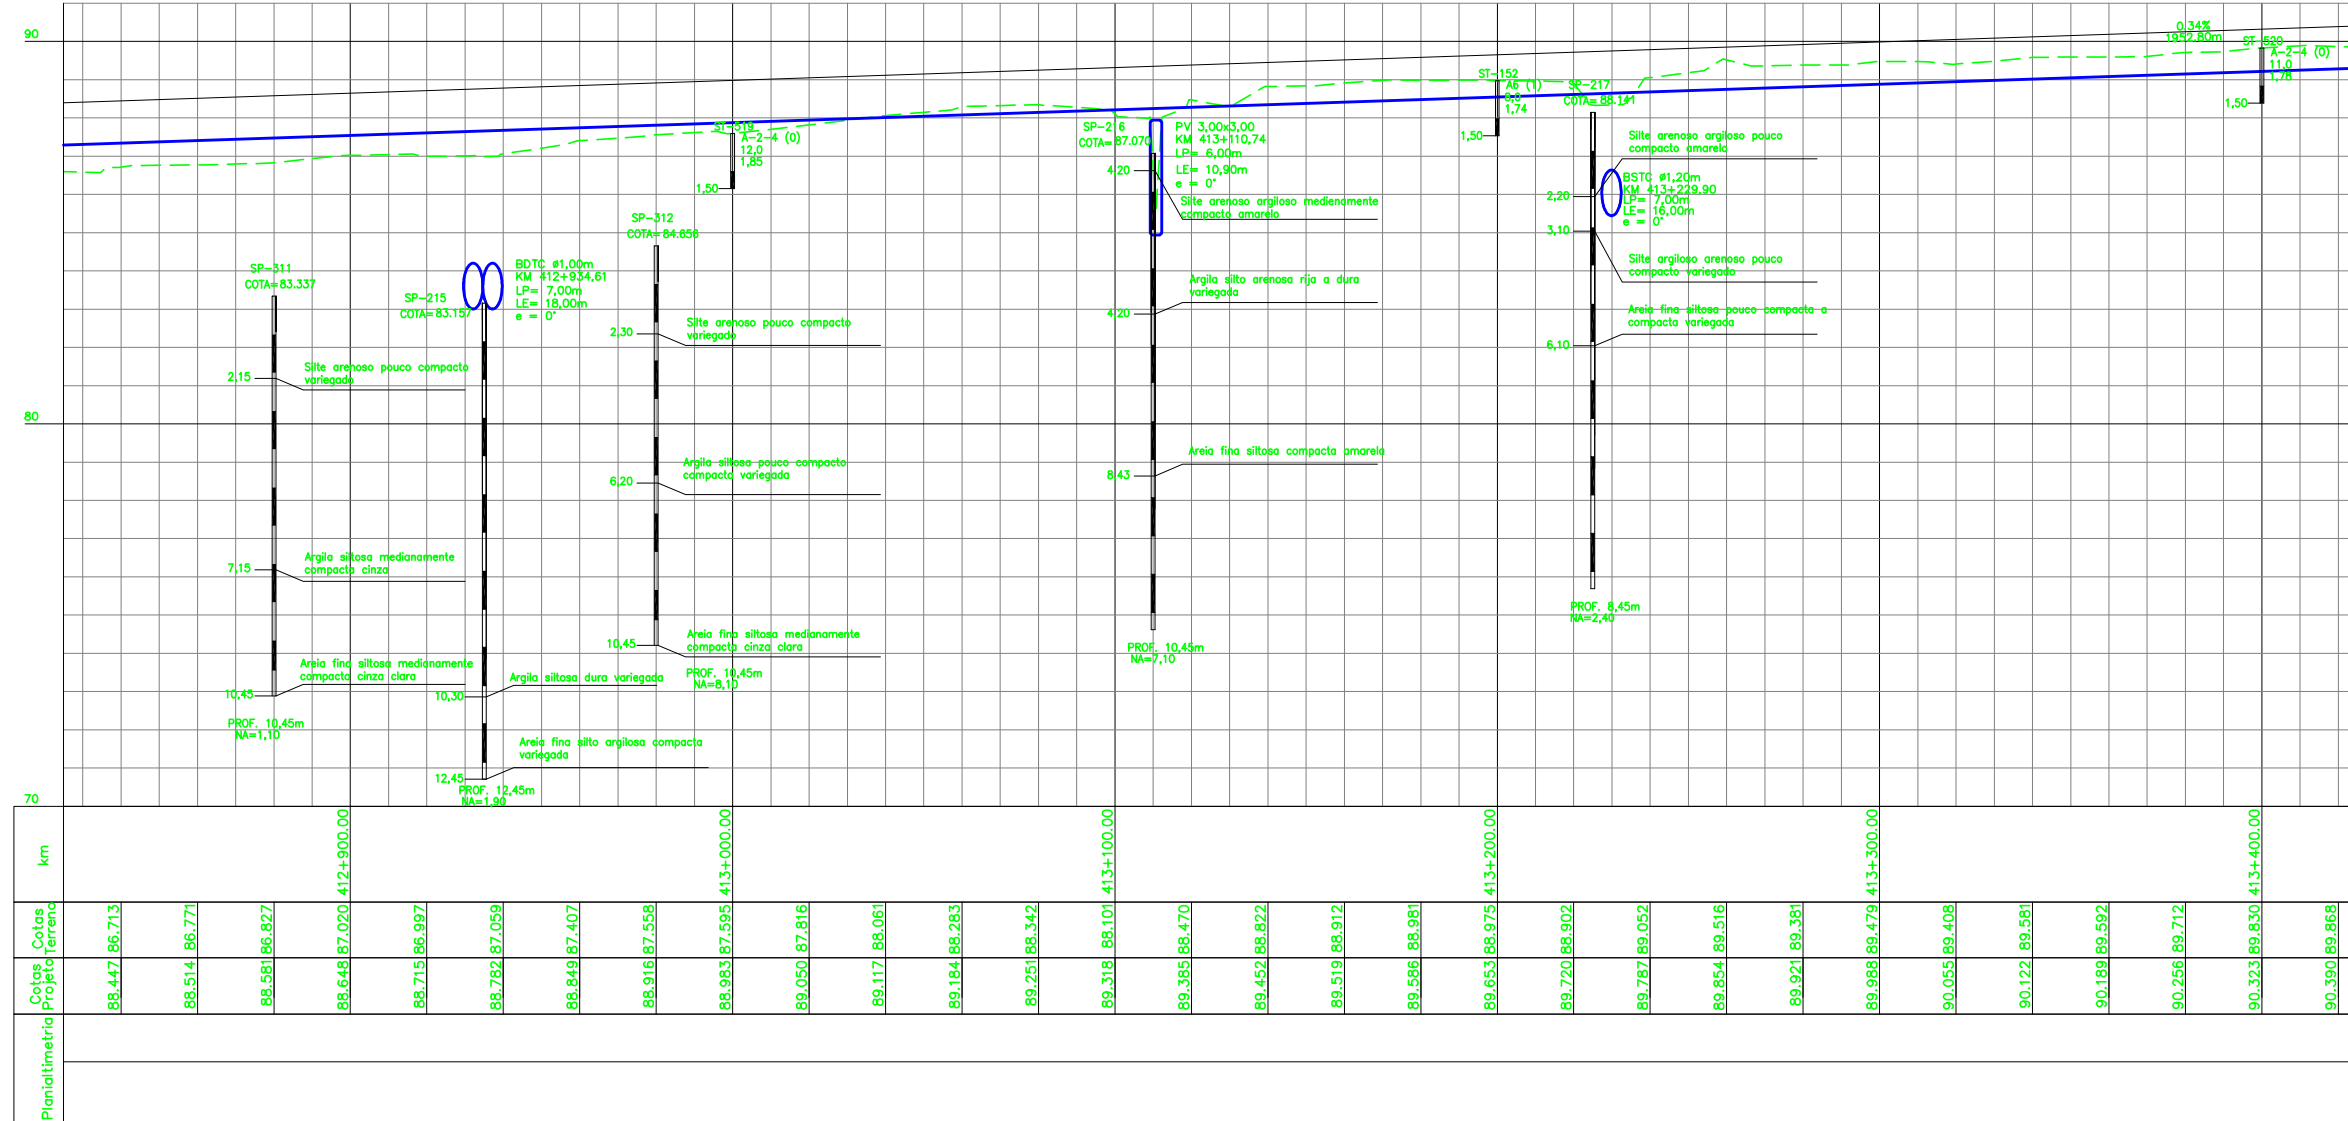 90
80
70
0,34%
1952.80m
ST-520
A-2-4 (0)
11,0
1,78
1,50
ST-152
A6 (1)
1,74
1,50
SP-217
COTA=88.141
Silte arenoso argiloso pouco
compacto amarelo
2,20
BSTC ø1,20m
KM 413+229.90
LP= 7,00m
LE= 16,00m
e = 0°
3,10
Silte argiloso arenoso pouco
compacto variegado
Areia fina siltosa pouco compacta a
compacta variegada
6,10
PROF. 8,45m
NA=2,40
SP-216
COTA=87.070
PV 3,00x3,00
KM 413+110,74
LP= 6,00m
LE= 10,90m
e = 0°
4,20
Silte arenoso argiloso medienamente
compacto amarelo
Argila silto arenosa rija a dura
variegada
4,20
Areia fina siltosa compacta amarela
8,43
PROF. 10,45m
NA=7,10
ST-519
A-2-4 (0)
12,0
1,85
1,50
SP-312
COTA=84.656
2,30
Silte arenoso pouco compacto
variegado
Argila siltosa pouco compacto
compacta variegada
6,20
10,45
Areia fina siltosa medianamente
compacta cinza clara
PROF. 10,45m
NA=8,10
SP-215
COTA=83.157
BDTC ø1,00m
KM 412+934,61
LP= 7,00m
LE= 18,00m
e = 0°
10,30
Argila siltosa dura variegada
Areia fina silto argilosa compacta
variegada
12,45
PROF. 12,45m
NA=1,90
SP-311
COTA=83.337
2,15
Silte arenoso pouco compacto
variegado
7,15
Argila siltosa medianamente
compacta cinza
Areia fina siltosa medianamente
compacta cinza clara
10,45
PROF. 10,45m
NA=1,10
km
412+900.00
413+000.00
413+100.00
413+200.00
413+300.00
413+400.00
Cotas
Terreno
86.713 86.771 86.827 87.020 86.997 87.059 87.407 87.558 87.595 87.816 88.061 88.283 88.342 88.101 88.470 88.822 88.912 88.981 88.975 88.902 89.052 89.516 89.381 89.479 89.408 89.581 89.592 89.712 89.830 89.868
Cotas
Projeto
88.447 88.514 88.581 88.648 88.715 88.782 88.849 88.916 88.983 89.050 89.117 89.184 89.251 89.318 89.385 89.452 89.519 89.586 89.653 89.720 89.787 89.854 89.921 89.988 90.055 90.122 90.189 90.256 90.323 90.390
Planialtimetria